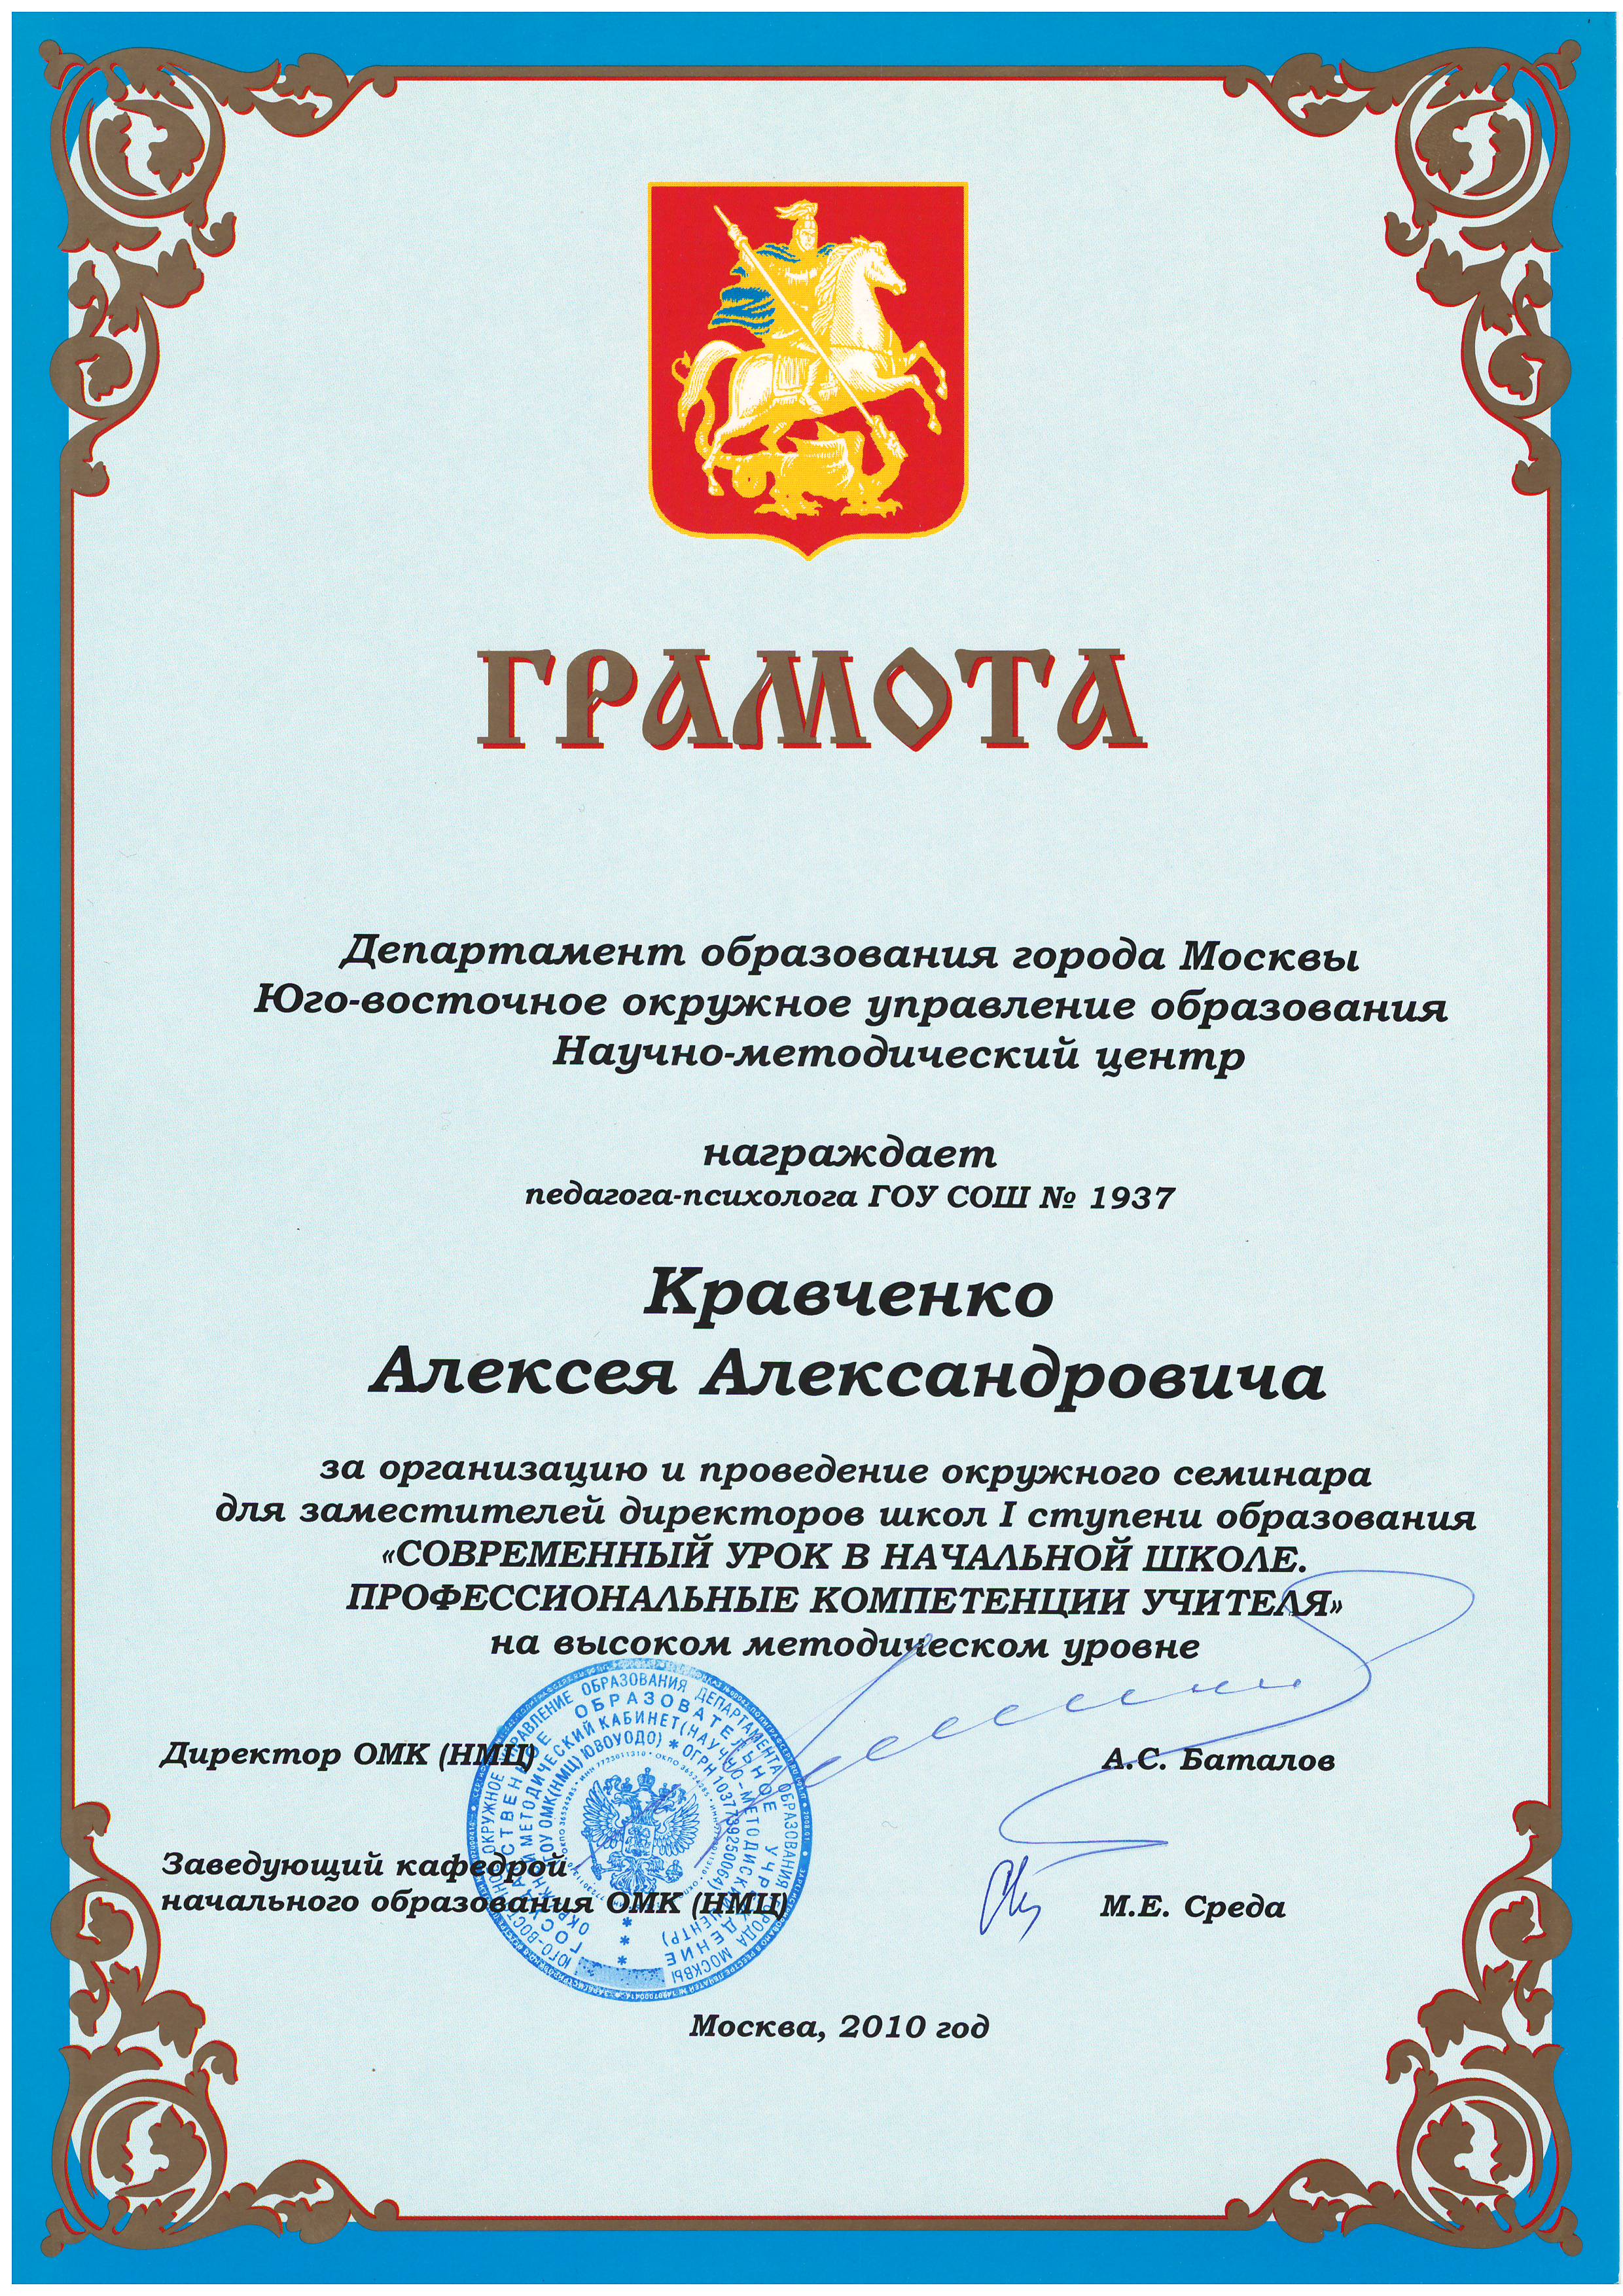 ГРАМОТА
Департамент образования города Москвы
Юго-восточное окружное управление образования
Научно-методический центр
награждает
педагога-психолога ГОУ СОШ № 1937
Кравченко
Алексея Александровича
за организацию и проведение окружного семинара
для заместителей директоров школ I ступени образования
«СОВРЕМЕННЫЙ УРОК В НАЧАЛЬНОЙ ШКОЛЕ.
ПРОФЕССИОНАЛЬНЫЕ КОМПЕТЕНЦИИ УЧИТЕЛЯ»
на высоком методическом уровне
ЮГО-ВОСТОЧНОЕ ОКРУЖНОЕ УПРАВЛЕНИЕ ОБРАЗОВАНИЯ ДЕПАРТАМЕНТА ОБРАЗОВАНИЯ ГОРОДА МОСКВЫ
ГОСУДАРСТВЕННОЕ ОБРАЗОВАТЕЛЬНОЕ УЧРЕЖДЕНИЕ
ОКРУЖНОЙ МЕТОДИЧЕСКИЙ КАБИНЕТ (НАУЧНО-МЕТОДИЧЕСКИЙ ЦЕНТР)
ГОУ ОМК(НМЦ) ЮВОУОДО) * ОГРН 1037739250064
Директор ОМК (НМЦ)
А.С. Баталов
Заведующий кафедрой
начального образования ОМК (НМЦ)
М.Е. Среда
Москва, 2010 год